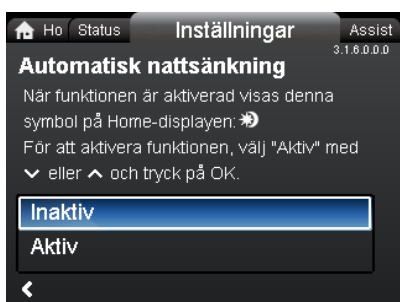 Ho Status Inställningar Assist
3.1.6.0.0.0
Automatisk nattsänkning
När funktionen är aktiverad visas denna
symbol på Home-displayen:
För att aktivera funktionen, välj "Aktiv" med
eller och tryck på OK.
Inaktiv
Aktiv